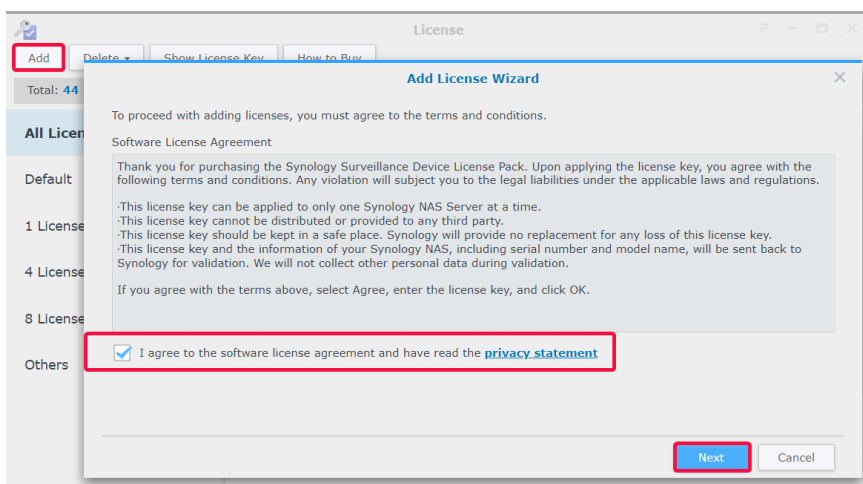 License
Add Delete Show License Key How to Buy
Total: 44
Add License Wizard
To proceed with adding licenses, you must agree to the terms and conditions.
Software License Agreement
Thank you for purchasing the Synology Surveillance Device License Pack. Upon applying the license key, you agree with the
following terms and conditions. Any violation will subject you to the legal liabilities under the applicable laws and regulations.
·This license key can be applied to only one Synology NAS Server at a time.
·This license key cannot be distributed or provided to any third party.
·This license key should be kept in a safe place. Synology will provide no replacement for any loss of this license key.
·This license key and the information of your Synology NAS, including serial number and model name, will be sent back to
Synology for validation. We will not collect other personal data during validation.
If you agree with the terms above, select Agree, enter the license key, and click OK.
I agree to the software license agreement and have read the privacy statement
Next Cancel
All Licen
Default
1 License
4 License
8 License
Others